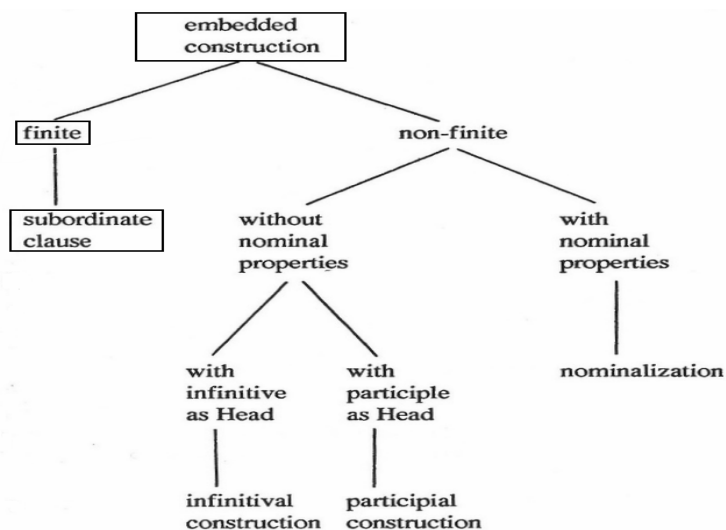 embedded
construction
finite
non-finite
subordinate
clause
without
nominal
properties
with
nominal
properties
with
infinitive
as Head
with
participle
as Head
nominalization
infinitival
construction
participial
construction